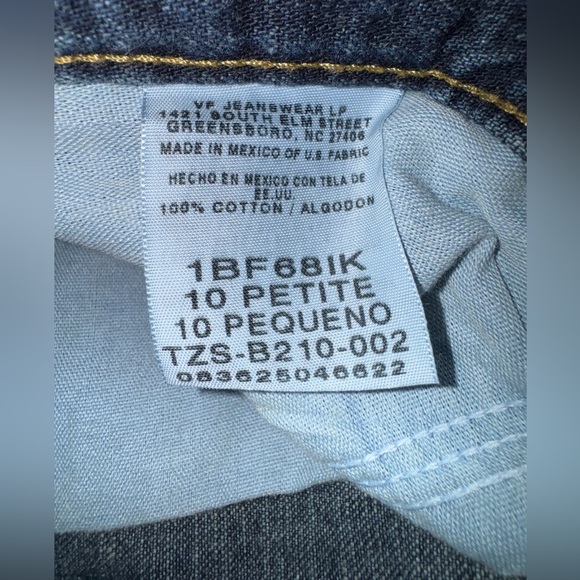 VF JEANSWEAR LP
1421 SOUTH ELM STREET
GREENSBORO, NC 27406
MADE IN MEXICO OF U.S. FABRIC
HECHO EN MEXICO CON TELA DE
EE.UU
100% COTTON / ALGODON
1BF68IK
10 PETITE
10 PEQUENO
TZS-B210-002
083625046622